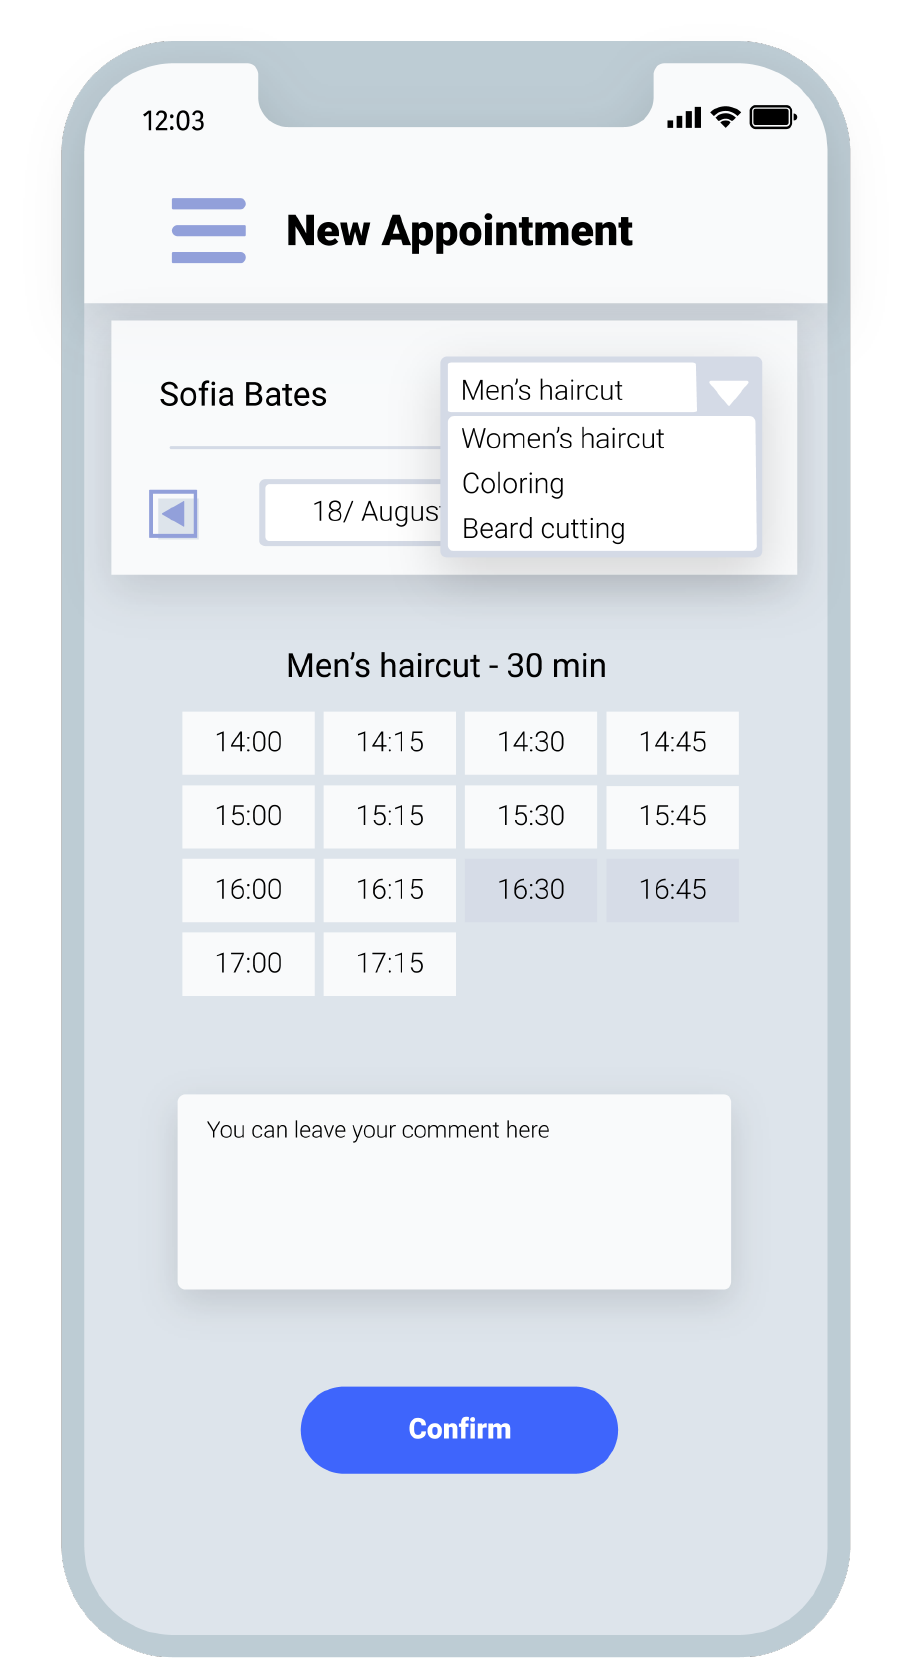 12:03
New Appointment
Sofia Bates
Men’s haircut
Women’s haircut
Coloring
Beard cutting
18/ Augus
Men’s haircut - 30 min
14:00 14:15 14:30 14:45
15:00 15:15 15:30 15:45
16:00 16:15 16:30 16:45
17:00 17:15
You can leave your comment here
Confirm